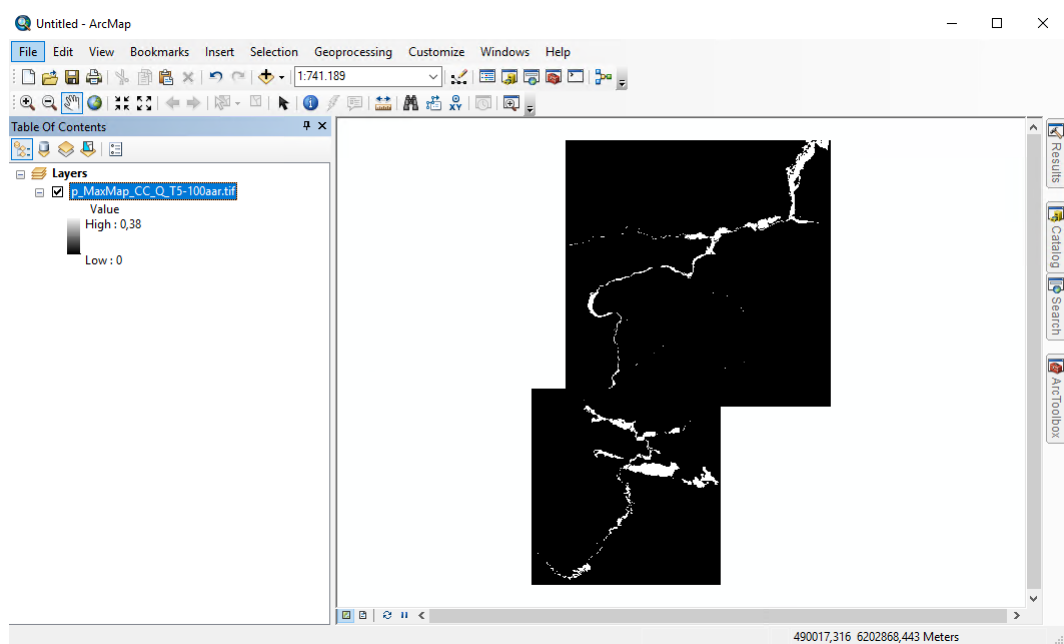 Untitled - ArcMap
File Edit View Bookmarks Insert Selection Geoprocessing Customize Windows Help
1:741.189
XY
Table Of Contents
Layers
p_MaxMap_CC_Q_T5-100aar.tif
Value
High : 0,38
Low : 0
Results
Catalog
Search
ArcToolbox
490017,316 6202868,443 Meters